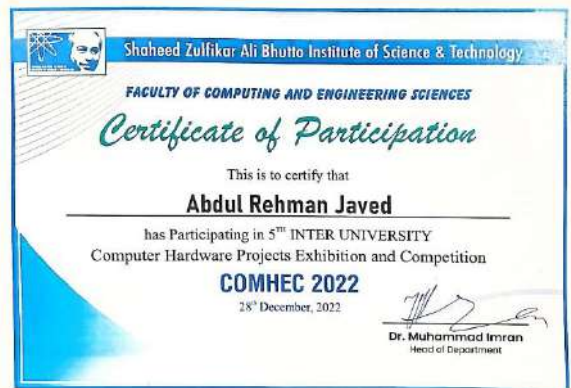 Shaheed Zulfikar Ali Bhutto Institute of Science & Technology
FACULTY OF COMPUTING AND ENGINEERING SCIENCES
Certificate of Participation
This is to certify that
Abdul Rehman Javed
has Participating in 5TH INTER UNIVERSITY
Computer Hardware Projects Exhibition and Competition
COMHEC 2022
28th December, 2022
Dr. Muhammad Imran
Head of Department